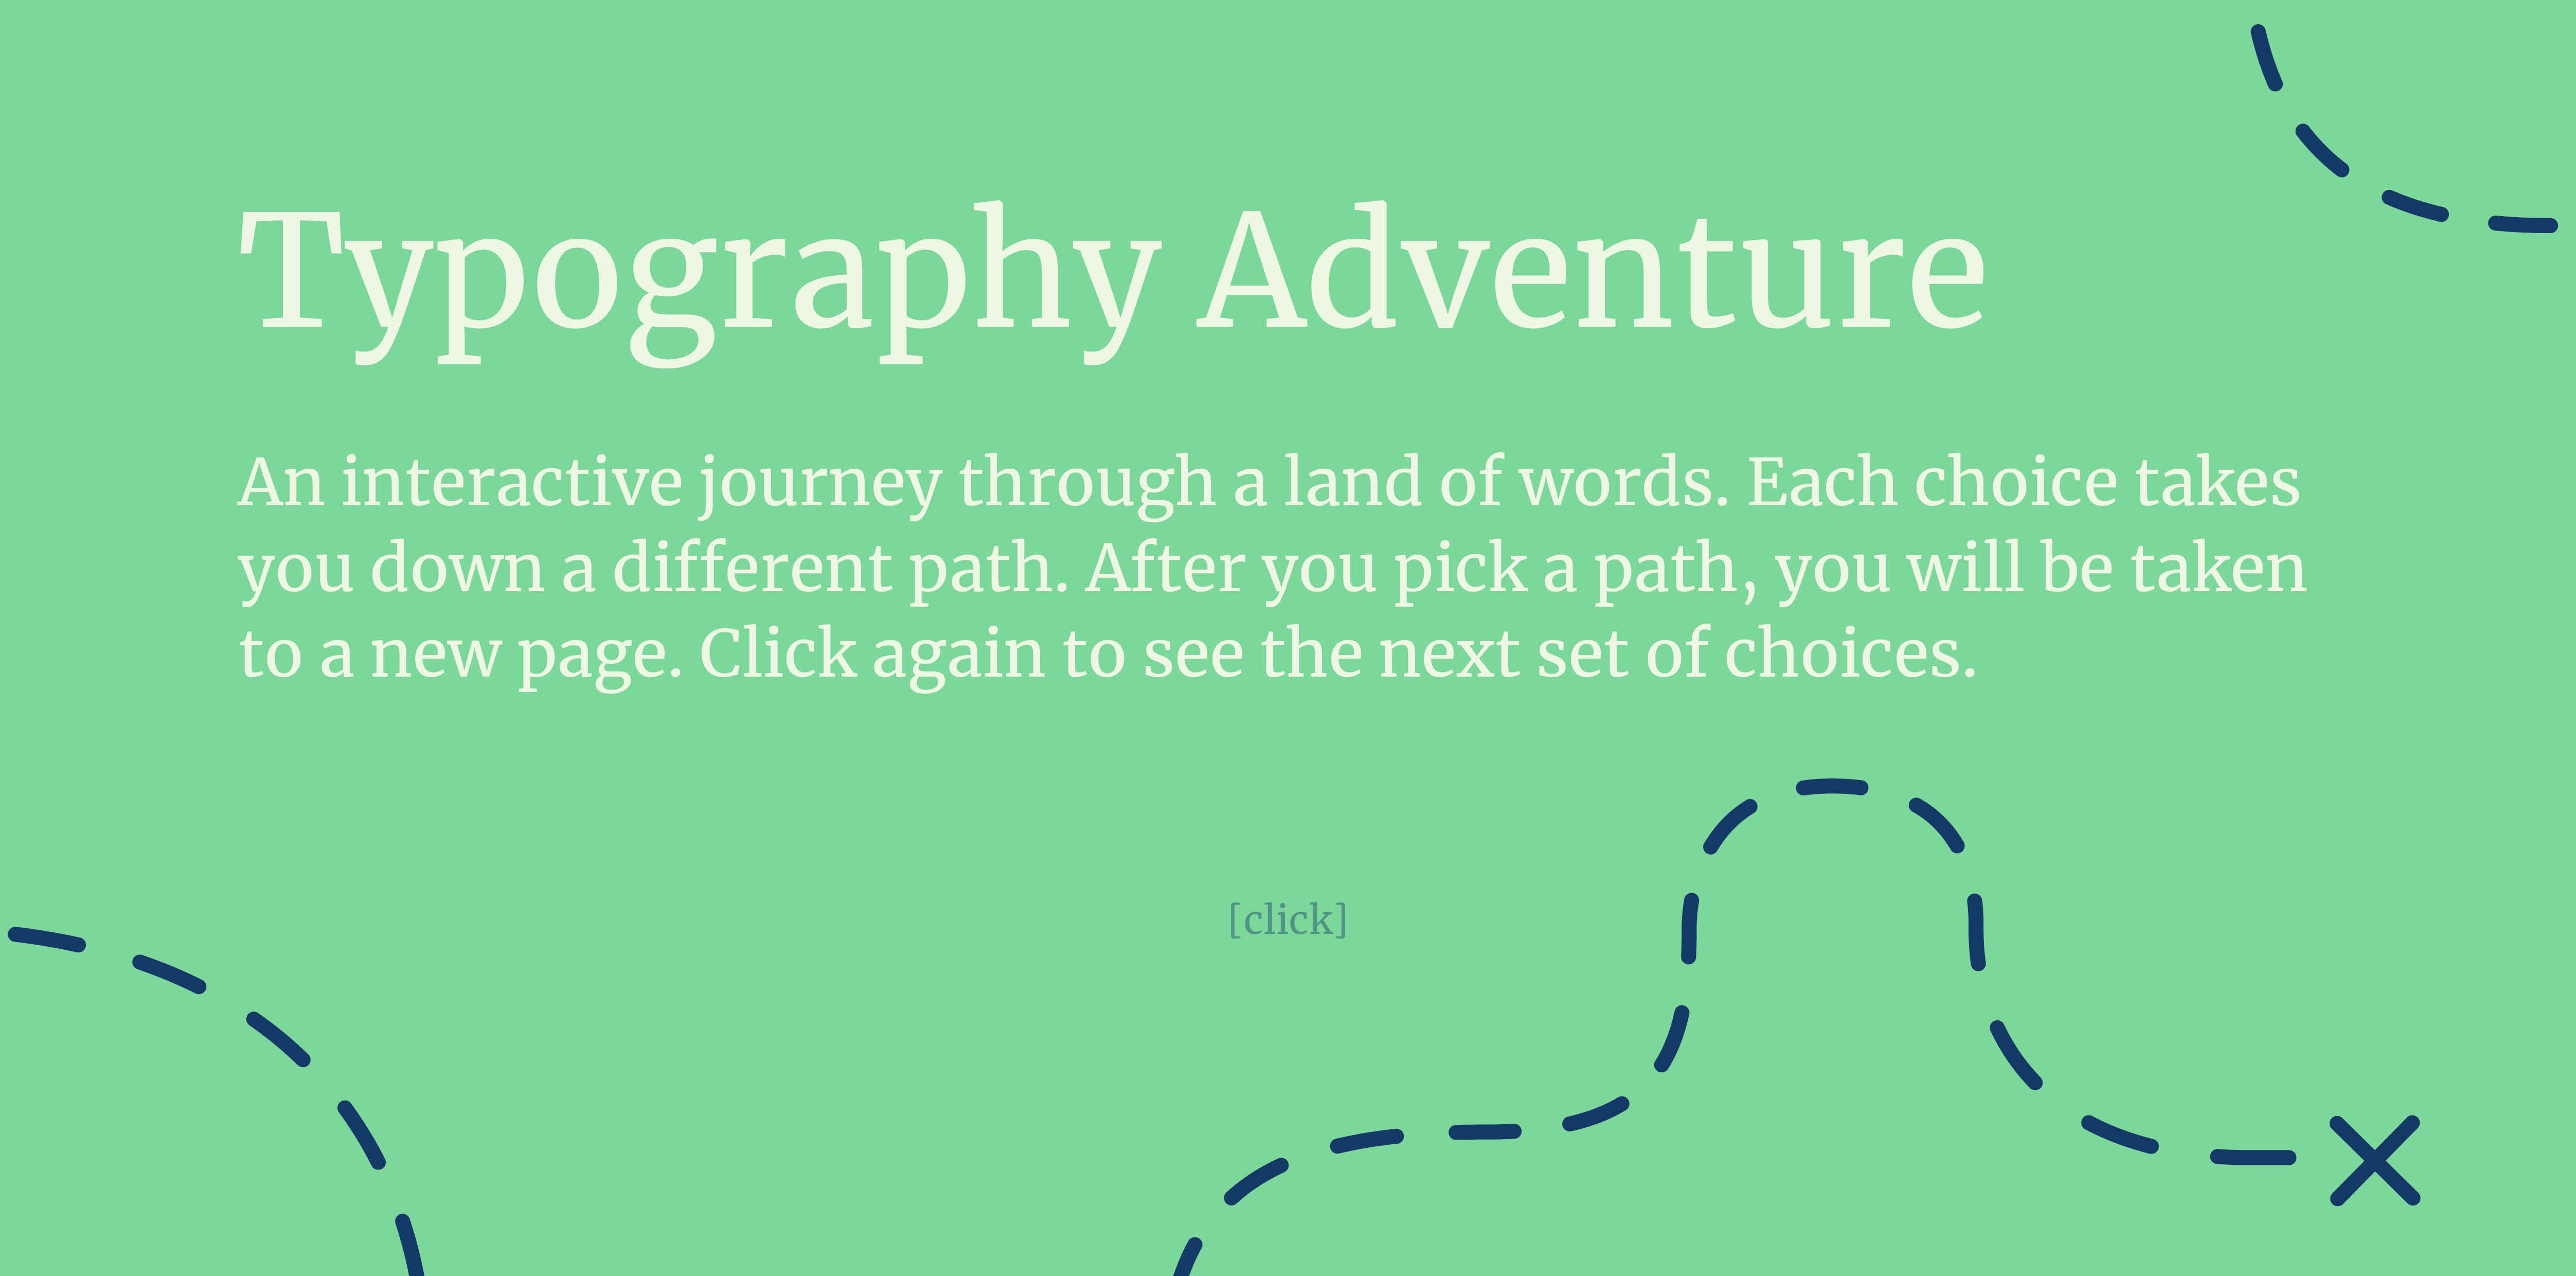 Typography Adventure
An interactive journey through a land of words. Each choice takes
you down a different path. After you pick a path, you will be taken
to a new page. Click again to see the next set of choices.
[click]